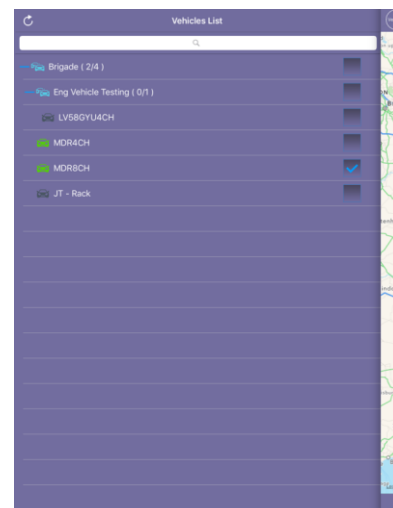 Vehicles List
Brigade ( 2/4 )
Eng Vehicle Testing ( 0/1 )
LV58GYU4CH
MDR4CH
MDR8CH
JT - Rack